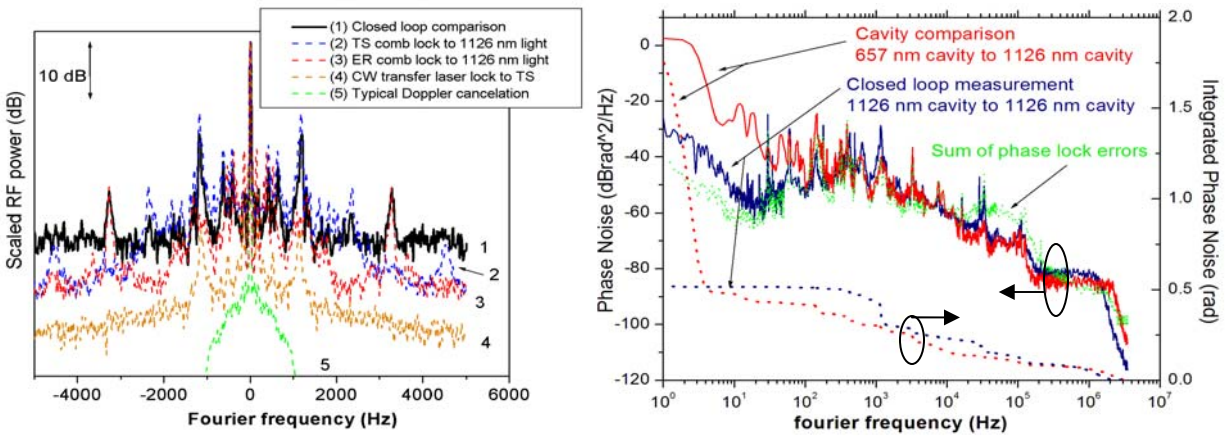 (1) Closed loop comparison
(2) TS comb lock to 1126 nm light
(3) ER comb lock to 1126 nm light
(4) CW transfer laser lock to TS
(5) Typical Doppler cancelation
10 dB
Scaled RF power (dB)
1
2
3
4
5
-4000 -2000 0 2000 4000 6000
Fourier frequency (Hz)
Cavity comparison
657 nm cavity to 1126 nm cavity
Closed loop measurement
1126 nm cavity to 1126 nm cavity
Sum of phase lock errors
Phase Noise (dBrad^2/Hz)
0
-20
-40
-60
-80
-100
-120
10^0 10^1 10^2 10^3 10^4 10^5 10^6 10^7
fourier frequency (Hz)
2.0
1.5
1.0
0.5
0.0
Integrated Phase Noise (rad)